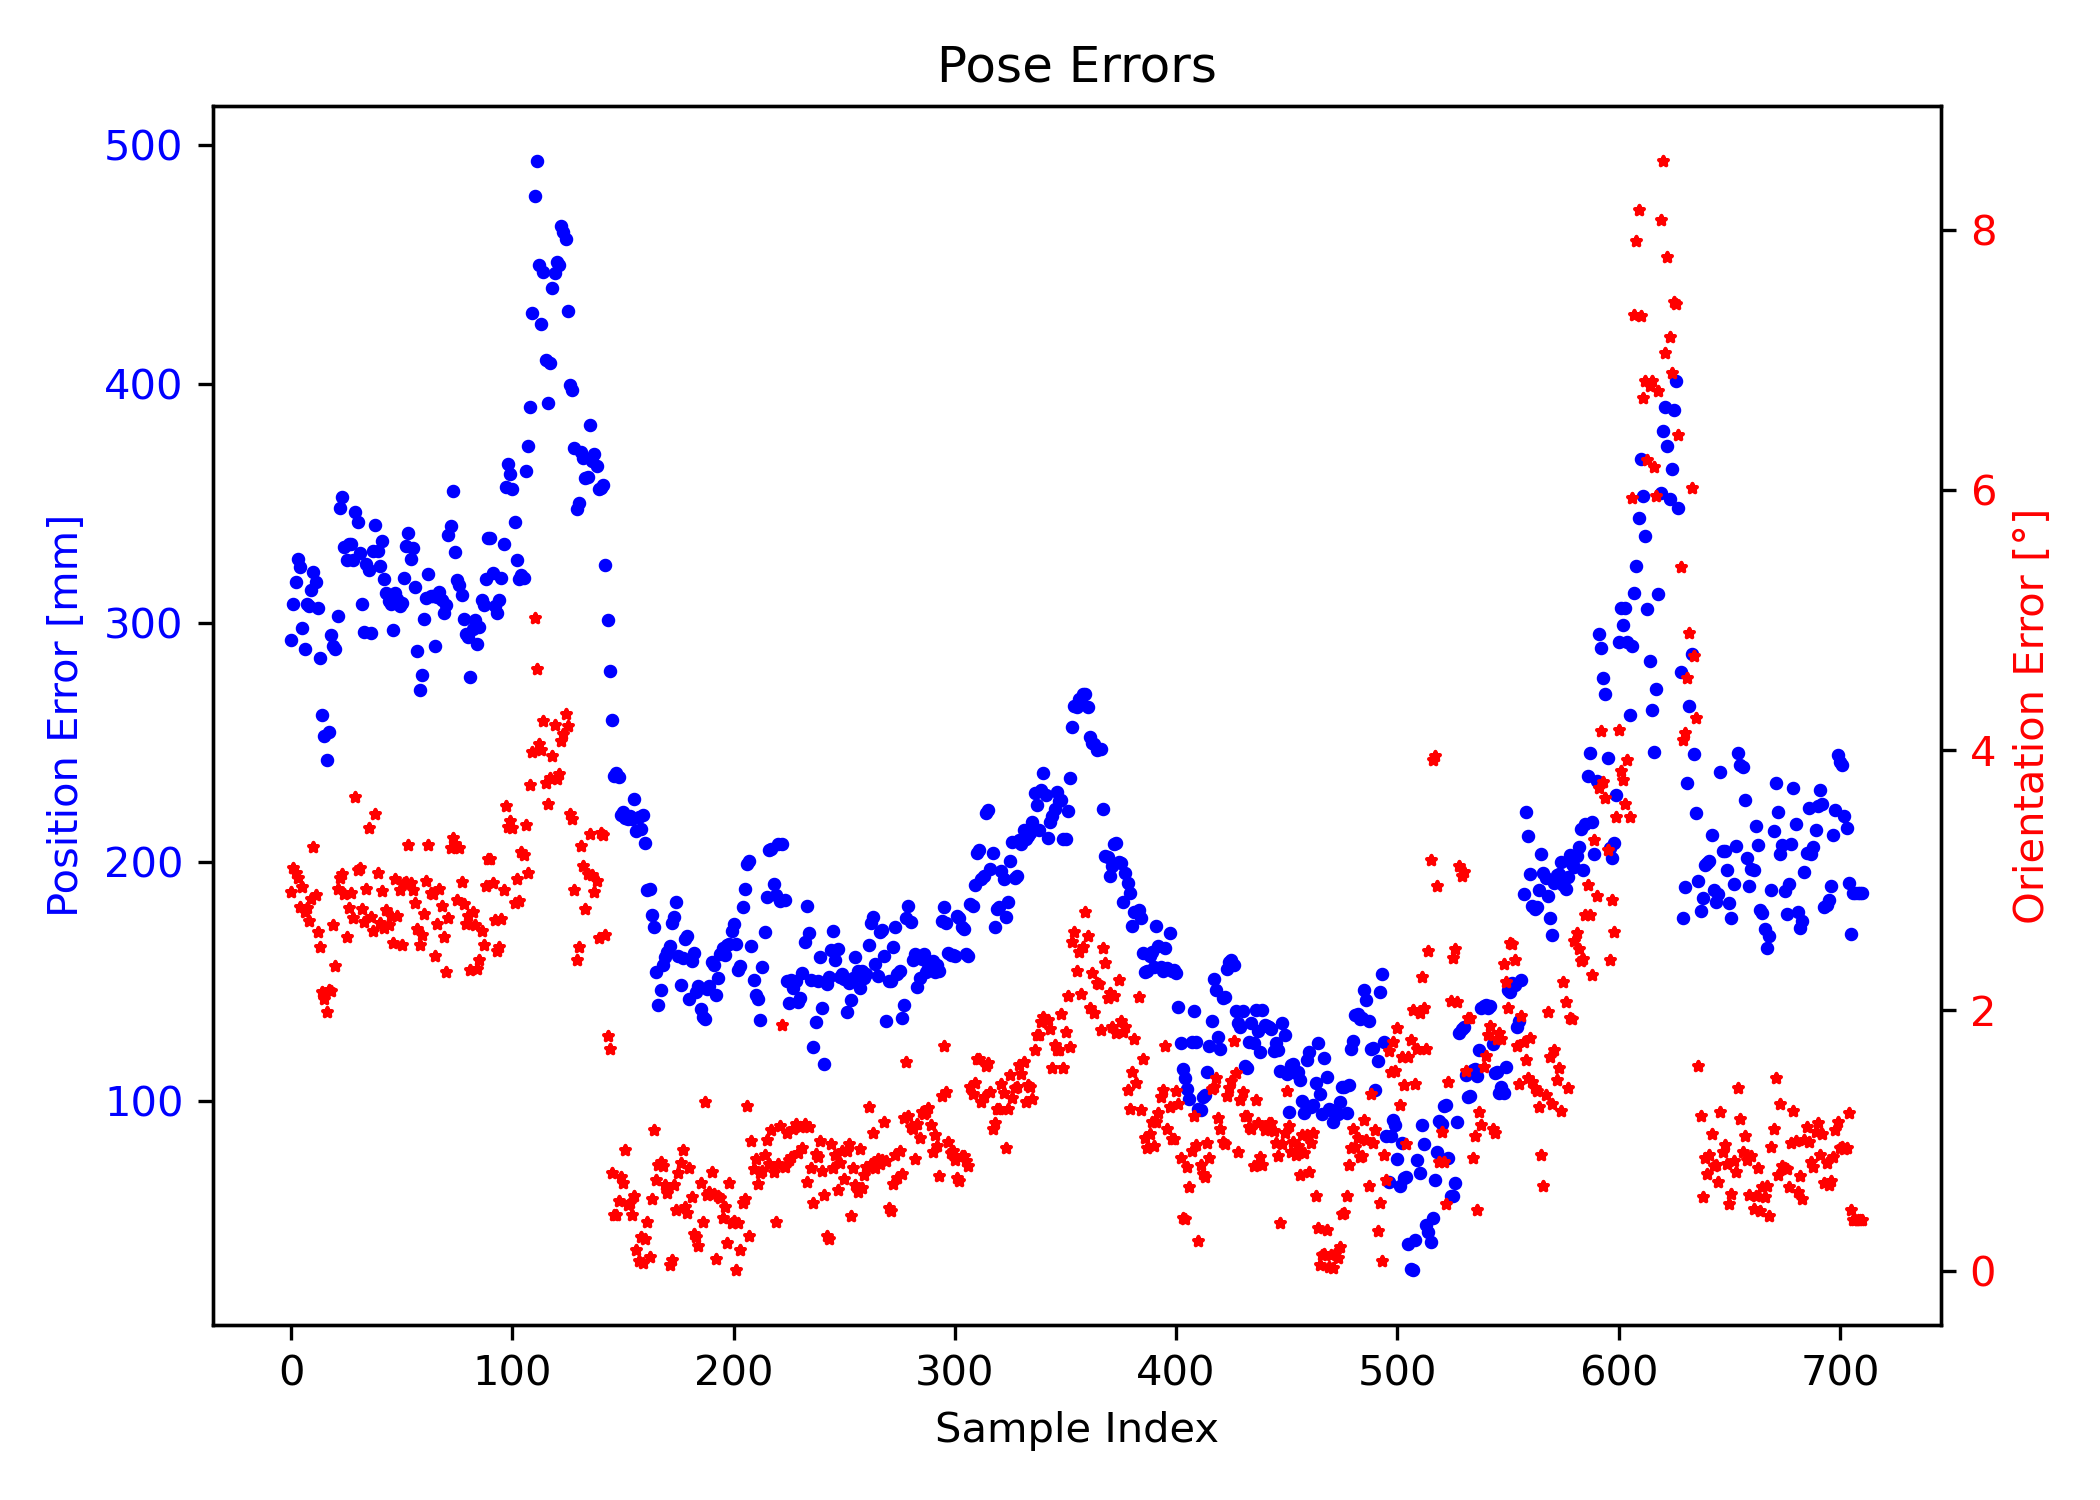 Pose Errors
500
400
300
200
100
Position Error [mm]
8
6
4
2
0
Orientation Error [°]
0 100 200 300 400 500 600 700
Sample Index